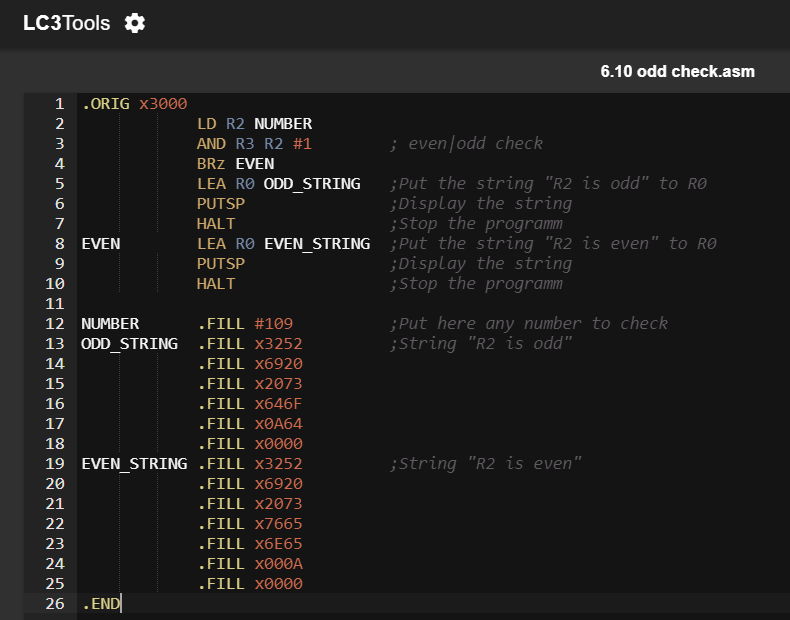 LC3Tools
6.10 odd check.asm
1 .ORIG x3000
2 LD R2 NUMBER
3 AND R3 R2 #1 ; even|odd check
4 BRz EVEN
5 LEA R0 ODD_STRING ;Put the string "R2 is odd" to R0
6 PUTSP ;Display the string
7 HALT ;Stop the programm
8 EVEN LEA R0 EVEN_STRING ;Put the string "R2 is even" to R0
9 PUTSP ;Display the string
10 HALT ;Stop the programm
11
12 NUMBER .FILL #109 ;Put here any number to check
13 ODD_STRING .FILL x3252 ;String "R2 is odd"
14 .FILL x6920
15 .FILL x2073
16 .FILL x646F
17 .FILL x0A64
18 .FILL x0000
19 EVEN_STRING .FILL x3252 ;String "R2 is even"
20 .FILL x6920
21 .FILL x2073
22 .FILL x7665
23 .FILL x6E65
24 .FILL x000A
25 .FILL x0000
26 .END